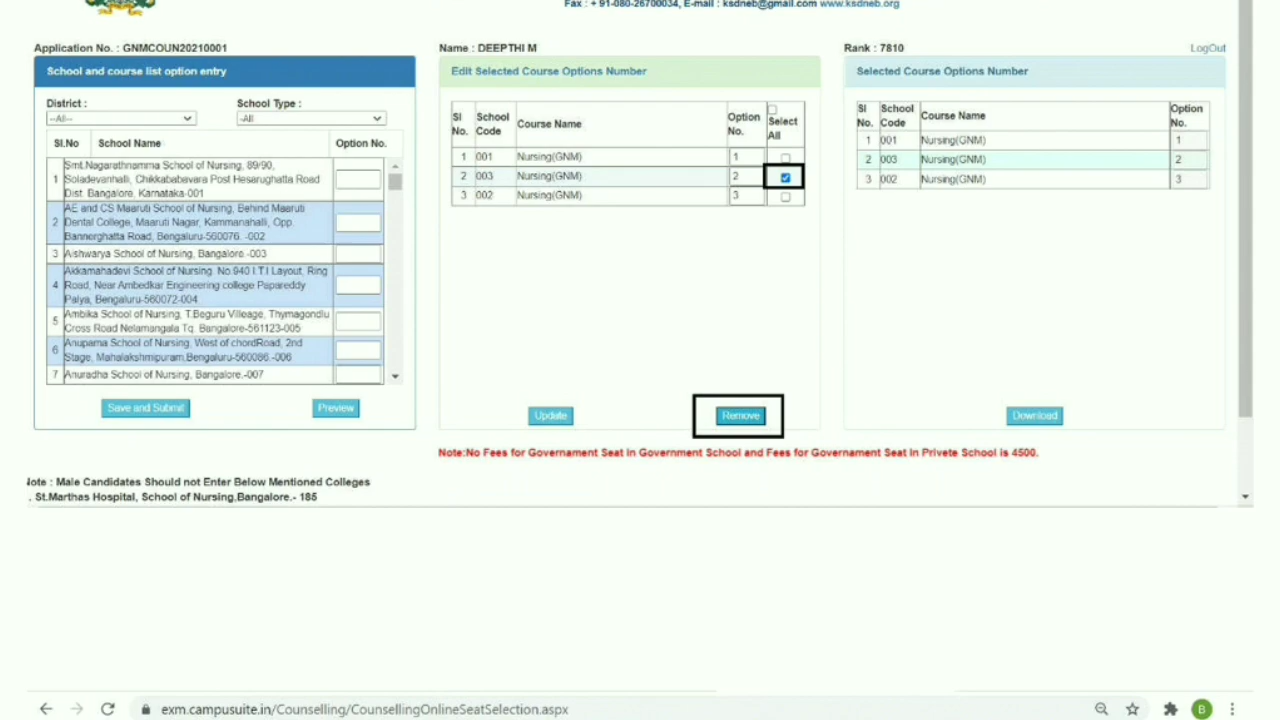 Fax : + 91-080-26700034, E-mail : ksdneb@gmail.com www.ksdneb.org
Application No. : GNMCOUN20210001
Name : DEEPTHI M
Rank : 7810
LogOut
School and course list option entry
District :
School Type :
--All--
-All
Sl.No School Name Option No.
1 Smt.Nagarathnamma School of Nursing, 89/90,
Soladevanhalli, Chikkababavara Post Hesarughatta Road
Dist. Bangalore, Karnataka-001
2 AE and CS Maaruti School of Nursing, Behind Maaruti
Dental College, Maaruti Nagar, Kammanahalli, Opp.
Bannerghatta Road, Bengaluru-560076. -002
3 Aishwarya School of Nursing, Bangalore.-003
4 Akkamahadevi School of Nursing. No.940 I.T.I Layout, Ring
Road, Near Ambedkar Engineering college Papareddy
Palya, Bengaluru-560072-004
5 Ambika School of Nursing, T.Beguru Villeage, Thymagondlu
Cross Road Nelamangala Tq. Bangalore-561123-005
6 Anupama School of Nursing, West of chordRoad, 2nd
Stage, Mahalakshmipuram,Bengaluru-560086.-006
7 Anuradha School of Nursing, Bangalore.-007
Save and Submit Preview
Edit Selected Course Options Number
Sl No. School Code Course Name Option No. Select All
1 001 Nursing(GNM) 1
2 003 Nursing(GNM) 2
3 002 Nursing(GNM) 3
Update Remove
Selected Course Options Number
Sl No. School Code Course Name Option No.
1 001 Nursing(GNM) 1
2 003 Nursing(GNM) 2
3 002 Nursing(GNM) 3
Download
Note:No Fees for Governament Seat in Government School and Fees for Governament Seat In Privete School is 4500.
lote : Male Candidates Should not Enter Below Mentioned Colleges
. St.Marthas Hospital, School of Nursing,Bangalore.- 185
exm.campusuite.in/Counselling/CounsellingOnlineSeatSelection.aspx
B